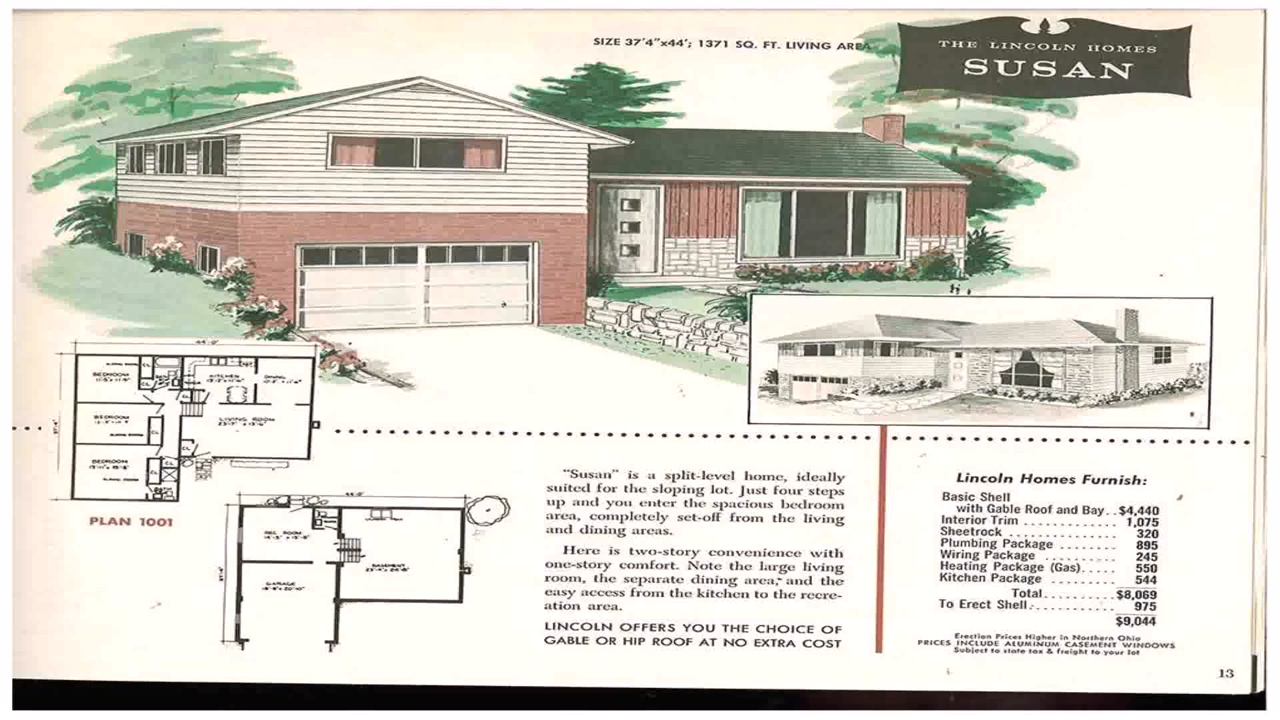 SIZE 37'4"x44'; 1371 SQ. FT. LIVING AREA
THE LINCOLN HOMES
SUSAN
BEDROOM
KITCHEN
DINING
BEDROOM
LIVING ROOM
BEDROOM
PLAN 1001
REC. ROOM
BASEMENT
GARAGE
"Susan" is a split-level home, ideally
suited for the sloping lot. Just four steps
up and you enter the spacious bedroom
area, completely set-off from the living
and dining areas.
Here is two-story convenience with
one-story comfort. Note the large living
room, the separate dining area, and the
easy access from the kitchen to the recre-
ation area.
LINCOLN OFFERS YOU THE CHOICE OF
GABLE OR HIP ROOF AT NO EXTRA COST
Lincoln Homes Furnish:
Basic Shell
with Gable Roof and Bay..$4,440
Interior Trim ............. 1,075
Sheetrock ................ 320
Plumbing Package ........ 895
Wiring Package .......... 245
Heating Package (Gas)..... 550
Kitchen Package ......... 544
Total..........$8,069
To Erect Shell............. 975
$9,044
Erection Prices Higher in Northern Ohio
PRICES INCLUDE ALUMINUM CASEMENT WINDOWS
Subject to state tax & freight to your lot
13